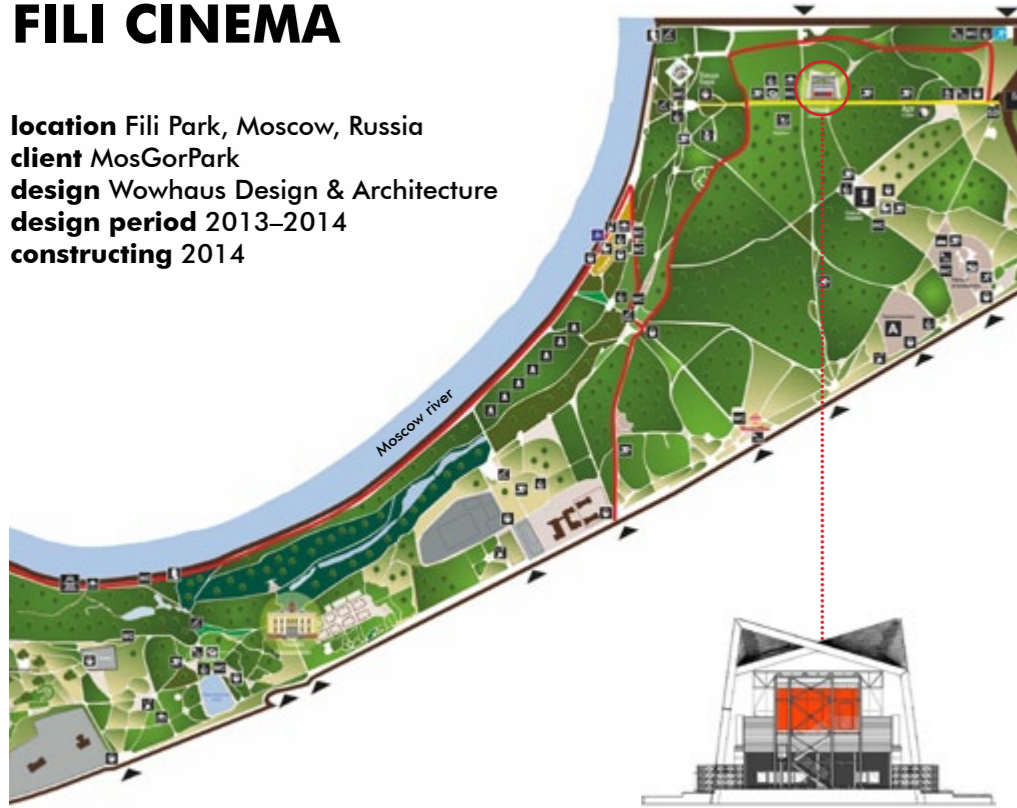 FILI CINEMA
location Fili Park, Moscow, Russia
client MosGorPark
design Wowhaus Design & Architecture
design period 2013–2014
constructing 2014
Moscow river
A